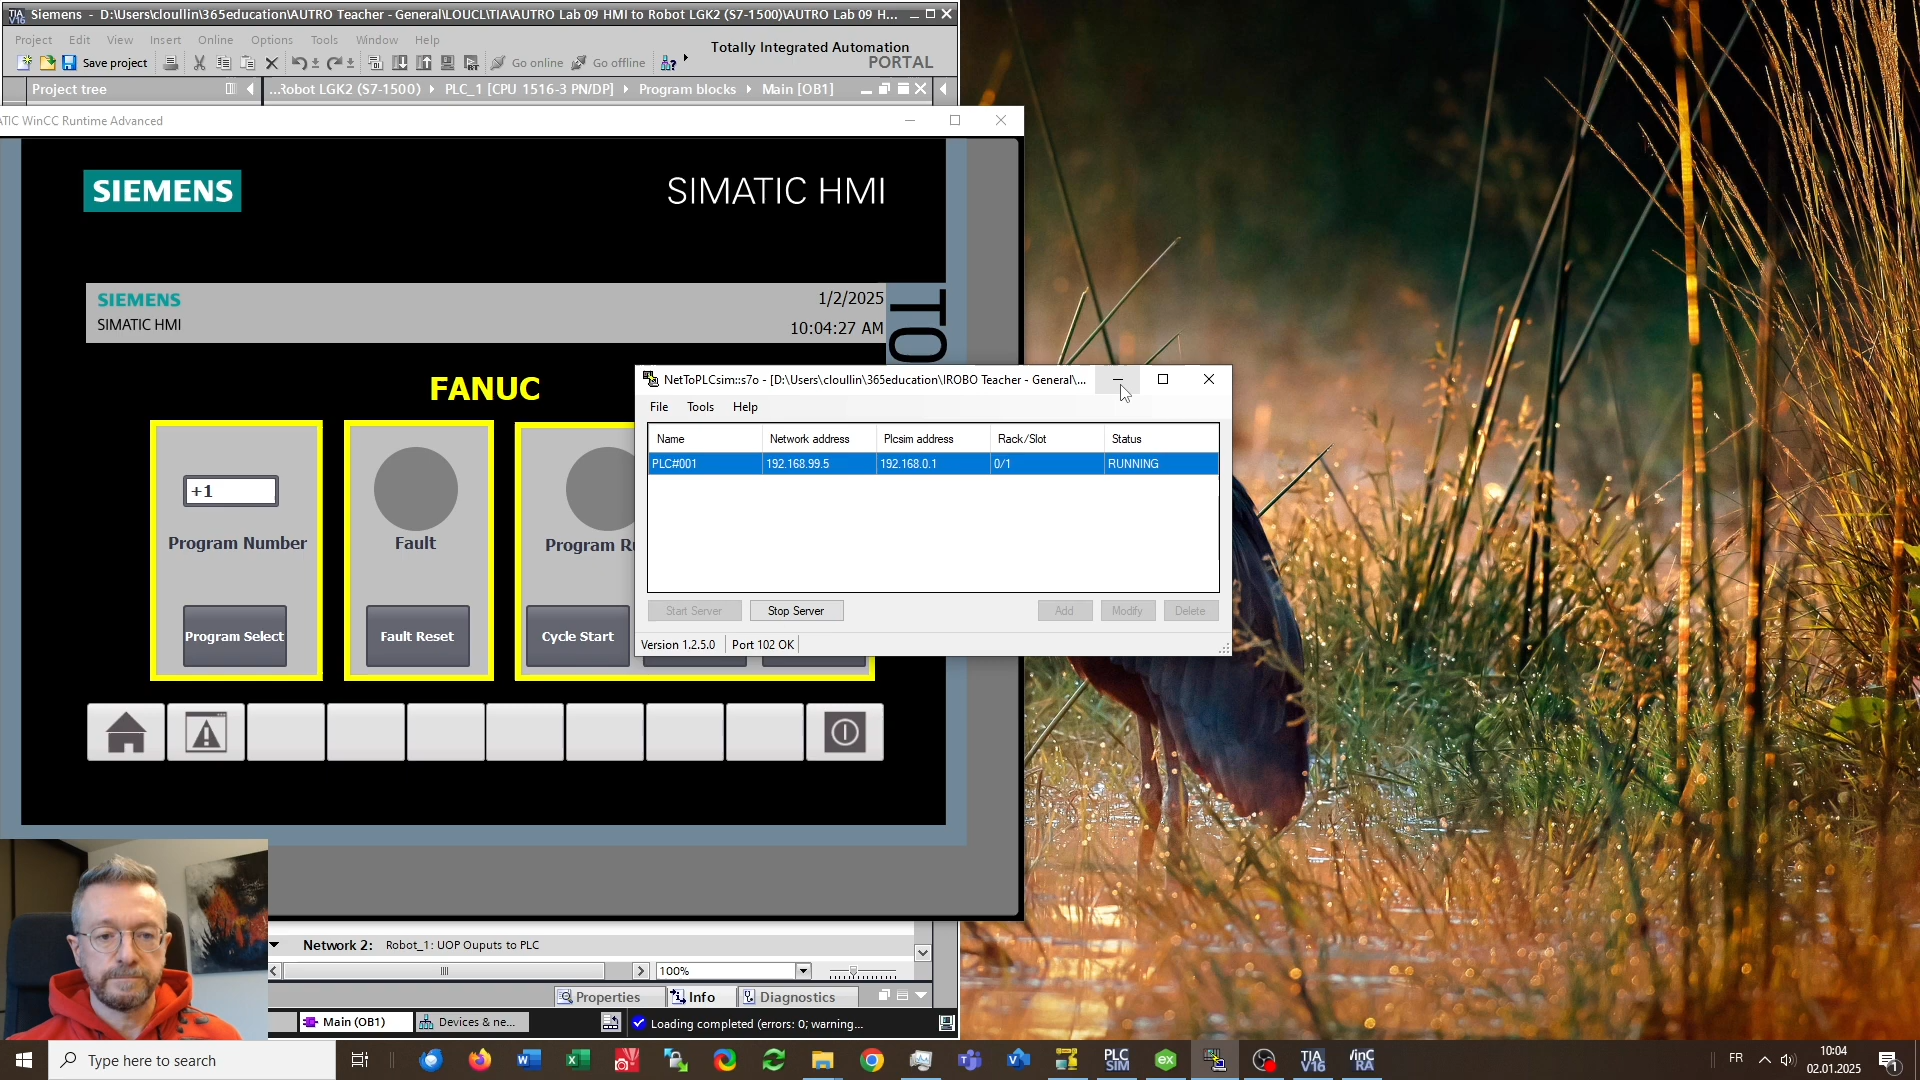 Siemens - D:\Users\cloullin\365education\AUTRO Teacher - General\LOUCL\TIA\AUTRO Lab 09 HMI to Robot LGK2 (S7-1500)\AUTRO Lab 09 H...
Project Edit View Insert Online Options Tools Window Help
Totally Integrated Automation
PORTAL
Save project
Go online
Go offline
Project tree
...Robot LGK2 (S7-1500) PLC_1 [CPU 1516-3 PN/DP] Program blocks Main [OB1]
ATIC WinCC Runtime Advanced
SIEMENS
SIMATIC HMI
SIEMENS
SIMATIC HMI
1/2/2025
10:04:27 AM
TO
FANUC
+1
Program Number
Program Select
Fault
Fault Reset
Program Ru
Cycle Start
NetToPLCsim::s7o - [D:\Users\cloullin\365education\IROBO Teacher - General\...
File Tools Help
Name Network address Plcsim address Rack/Slot Status
PLC#001 192.168.99.5 192.168.0.1 0/1 RUNNING
Start Server Stop Server Add Modify Delete
Version 1.2.5.0 Port 102 OK
Network 2: Robot_1: UOP Ouputs to PLC
100%
Properties Info Diagnostics
Main (OB1) Devices & ne... Loading completed (errors: 0; warning...
Type here to search
PLC
SIM
ex
TIA
V16
WinC
RA
FR
10:04
02.01.2025
1